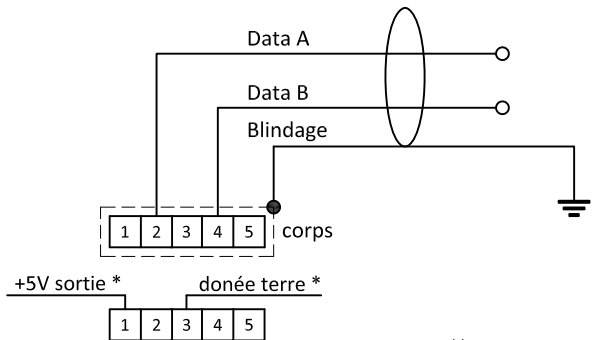 Data A
Data B
Blindage
1 2 3 4 5
corps
+5V sortie *
donée terre *
1 2 3 4 5